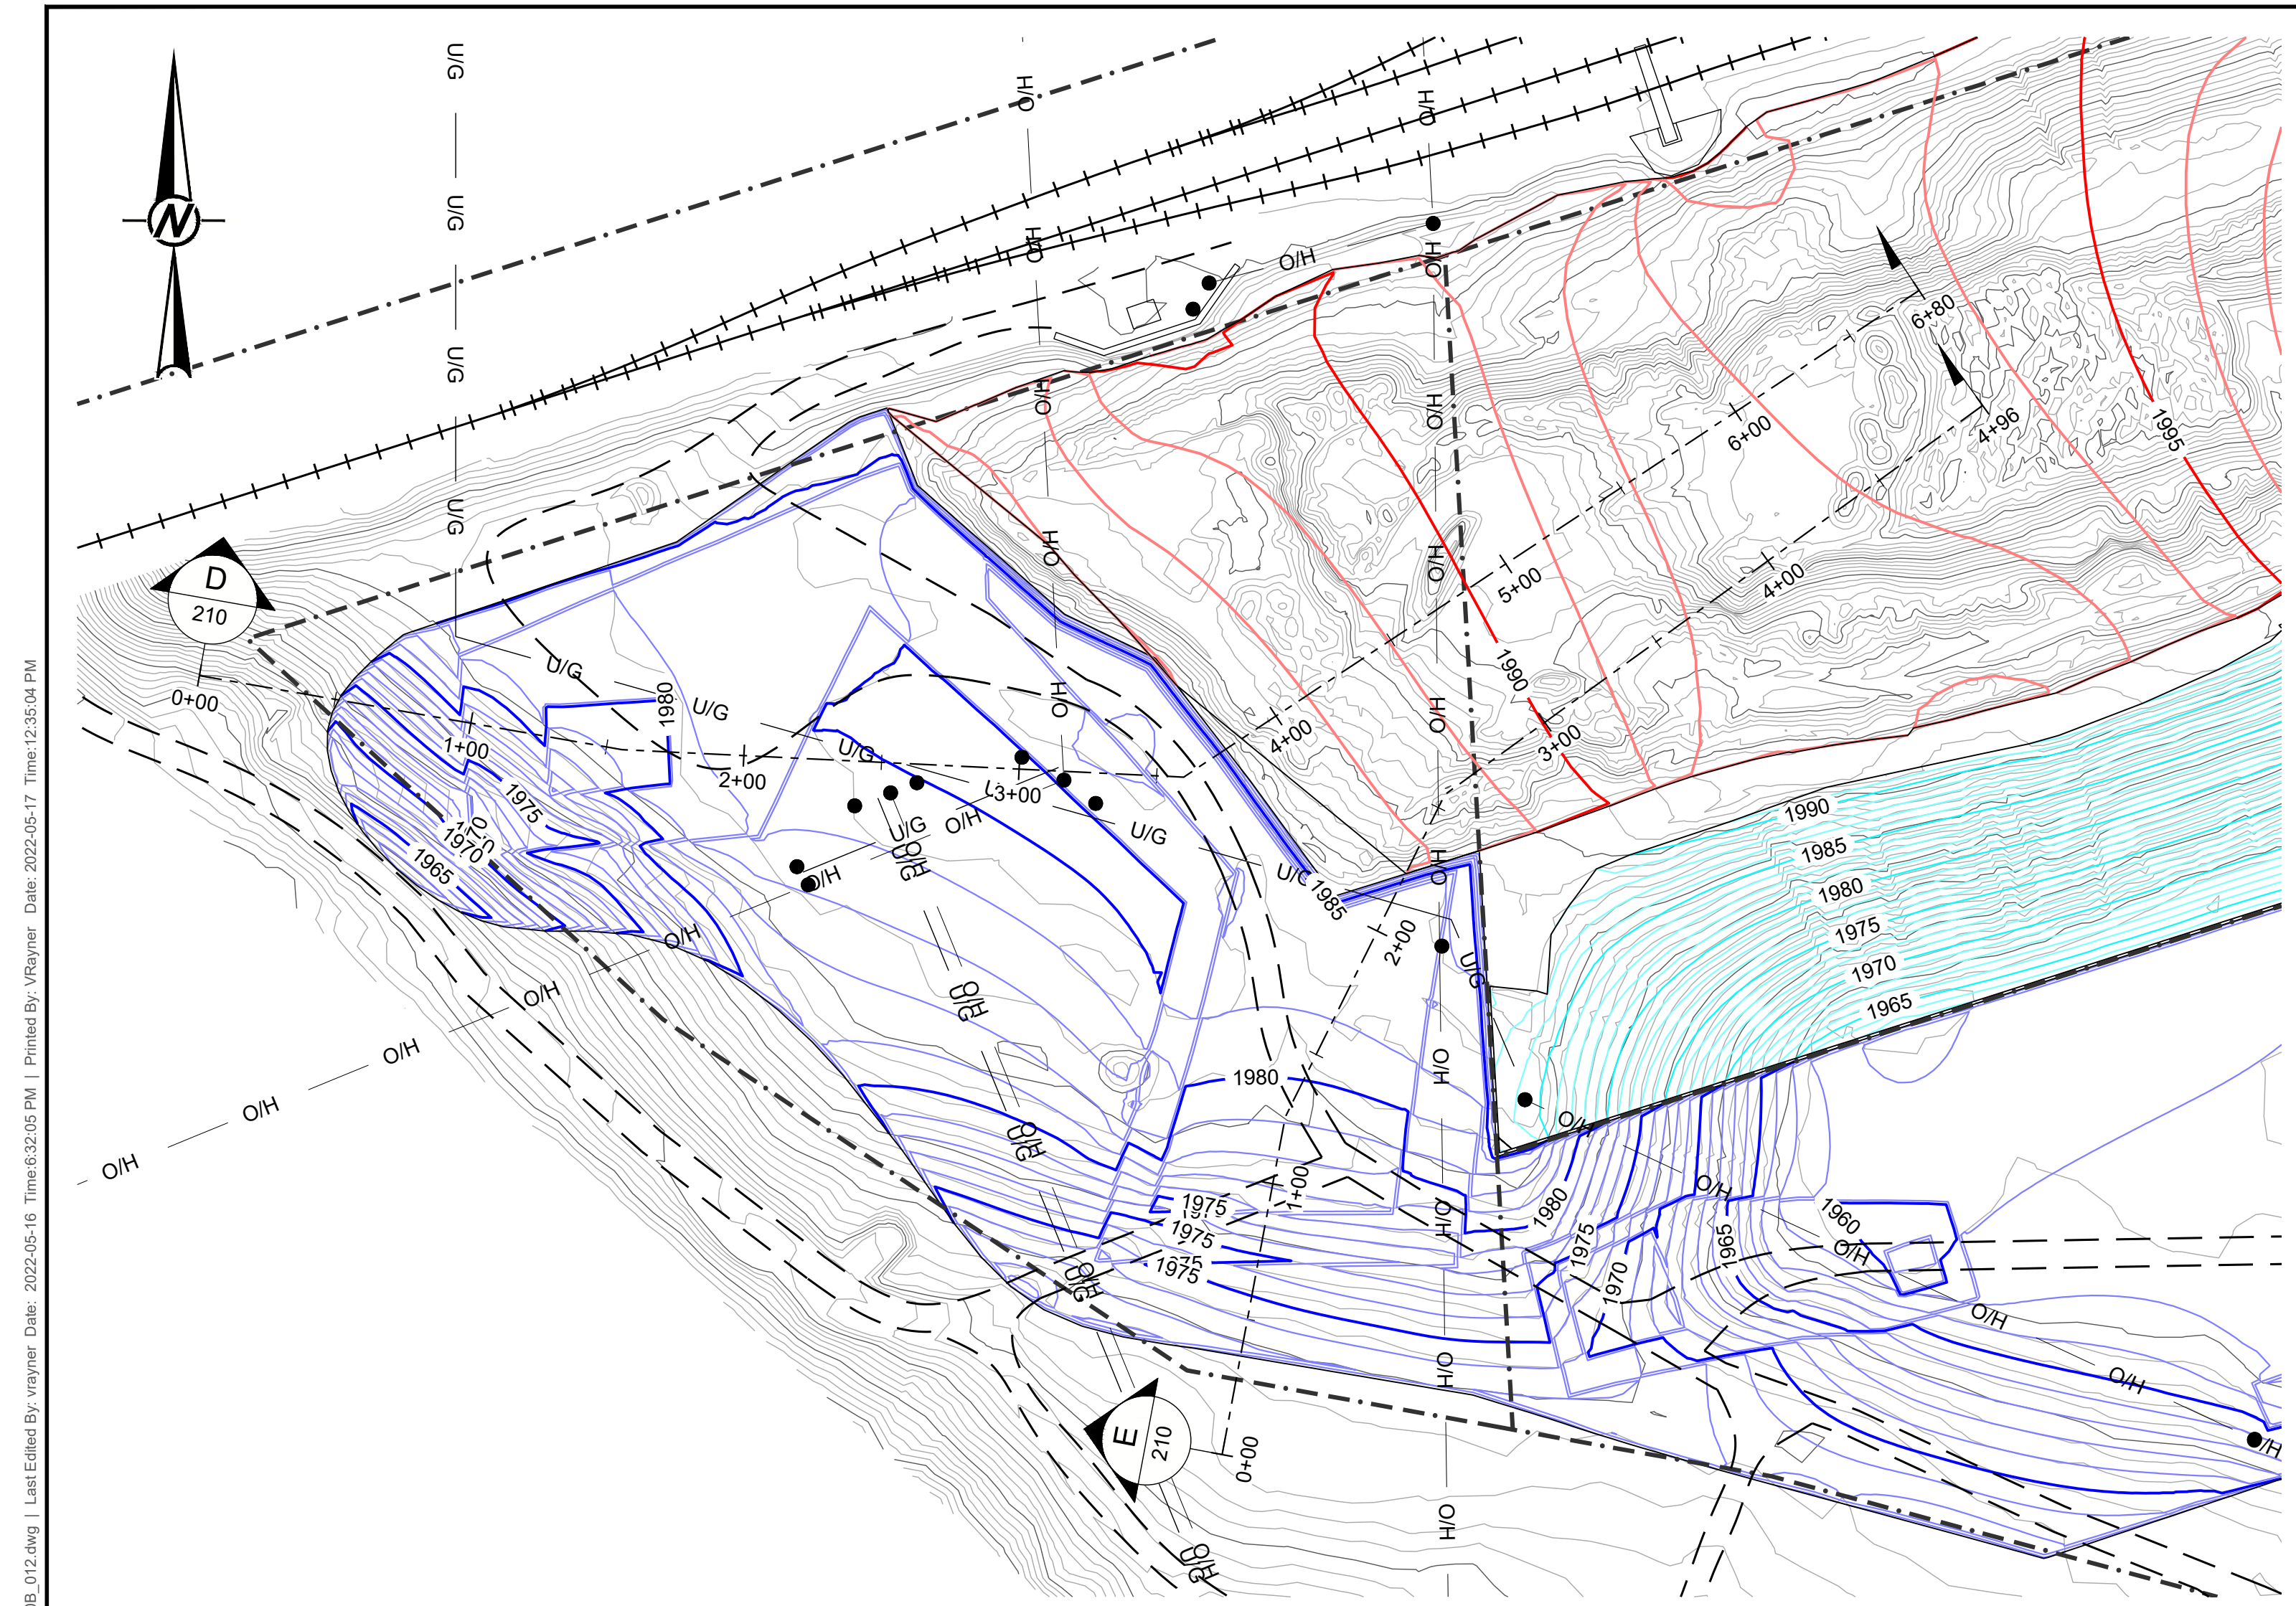 U/G
O/H
O/H
U/G
N
O/H
O/H
O/H
U/G
6+80
O/H
O/H
4+96
1995
6+00
U/G
O/H
O/H
D
210
5+00
4+00
U/G
1990
0+00
1980
U/G
O/H
O/H
1+00
U/G
4+00
3+00
2+00
3+00
1975
1990
U/G
O/H
U/G
1970
1965
O/H
U/G
O/H
O/H
U/G
1985
1985
1980
1975
O/H
2+00
U/G
1970
O/H
O/H
U/G
1965
O/H
1980
O/H
O/H
O/H
O/H
O/H
U/G
1+00
O/H
1975
1980
1960
1975
O/H
1975
1965
O/H
1975
1970
O/H
U/G
O/H
O/H
O/H
E
210
0+00
O/H
O/H
U/G
Last Edited By: vrayner Date: 2022-05-16 Time:6:32:05 PM | Printed By: VRayner Date: 2022-05-17 Time:12:35:04 PM